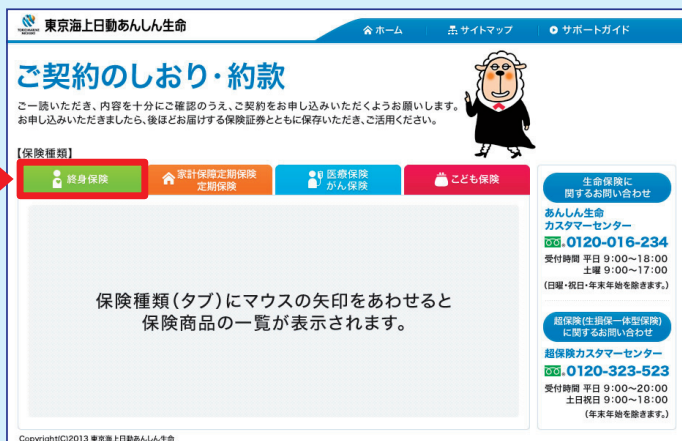 東京海上日動あんしん生命
ホーム
サイトマップ
サポートガイド
ご契約のしおり・約款
ご一読いただき、内容を十分にご確認のうえ、ご契約をお申し込みいただくようお願いします。
お申し込みいただきましたら、後ほどお届けする保険証券とともに保存いただき、ご活用ください。
【保険種類】
終身保険
家計保障定期保険
定期保険
医療保険
がん保険
こども保険
保険種類(タブ)にマウスの矢印をあわせると
保険商品の一覧が表示されます。
生命保険に
関するお問い合わせ
あんしん生命
カスタマーセンター
0120-016-234
受付時間 平日 9:00〜18:00
土曜 9:00〜17:00
(日曜・祝日・年末年始を除きます。)
超保険(生損保一体型保険)
に関するお問い合わせ
超保険カスタマーセンター
0120-323-523
受付時間 平日 9:00〜20:00
土日祝日 9:00〜18:00
(年末年始を除きます。)
Copyright(C)2013 東京海上日動あんしん生命